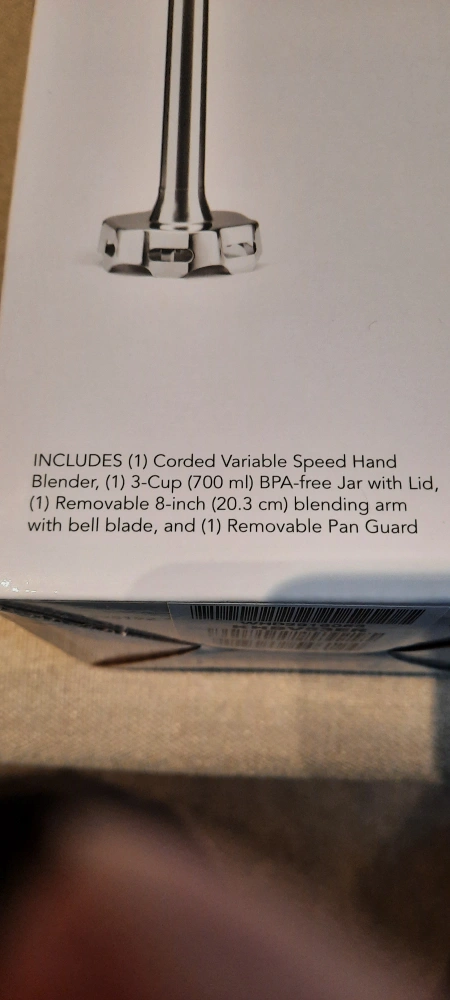 INCLUDES (1) Corded Variable Speed Hand
Blender, (1) 3-Cup (700 ml) BPA-free Jar with Lid,
(1) Removable 8-inch (20.3 cm) blending arm
with bell blade, and (1) Removable Pan Guard